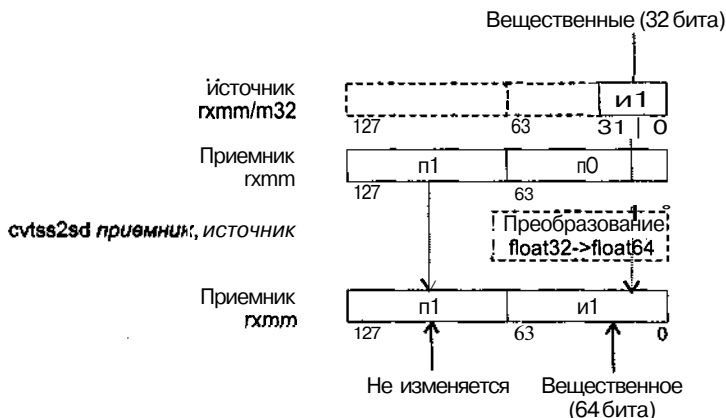 Вещественные (32 бита)
источник
rxmm/m32
и1
127 63 31 | 0
Приемник
rxmm
п1 п0
127 63 0
cvtss2sd приемник, источник
Преобразование
float32->float64
Приемник
rxmm
п1 и1
127 63 0
Не изменяется Вещественное
(64 бита)